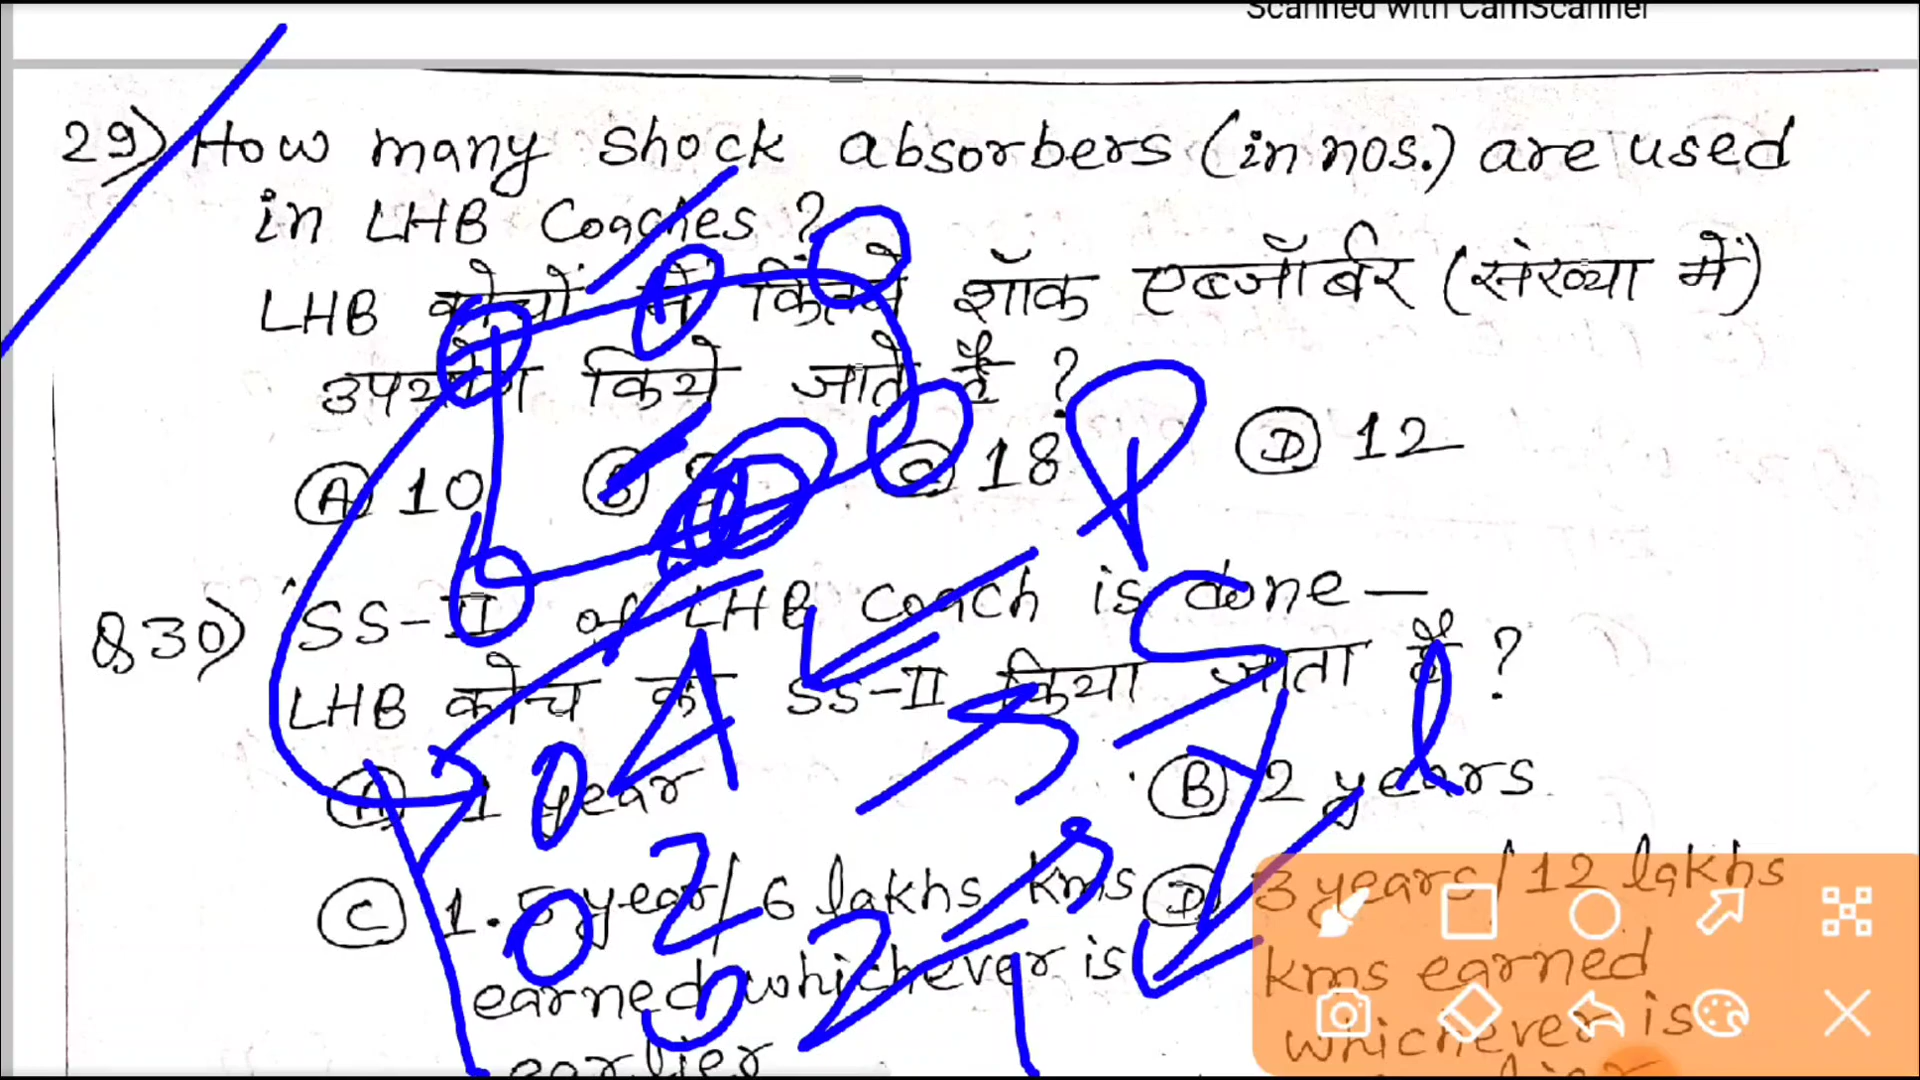 Scanned with CamScanner
29) How many shock absorbers (in nos.) are used
in LHB Coaches ?
LHB कोचों में कितने शॉक एब्जॉर्बर (संख्या में)
उपयोग किये जाते है ?
(A) 10 (B) (C) 18 (D) 12
Q30) SS-II of LHB Coach is done —
LHB कोच का SS-II किया जाता है ?
(A) 1 year (B) 2 years
(C) 1.5 year/6 lakhs kms (D) 3 years/12 lakhs
earned whichever is kms earned
earlier whichever is